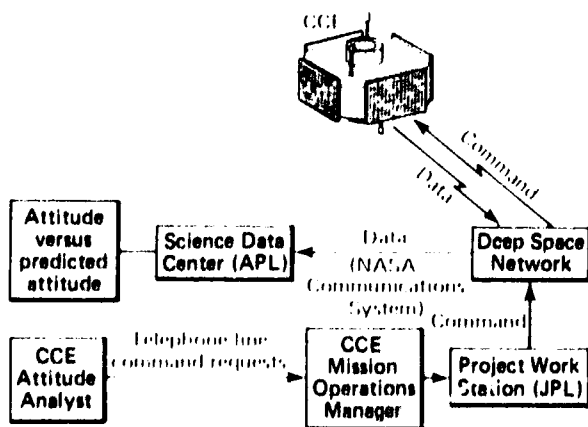 CCE
Command
Data
Attitude
versus
predicted
attitude
Science Data
Center (APL)
Data
(NASA
Communications
System)
Deep Space
Network
Command
CCE
Attitude
Analyst
Telephone line
command requests
CCE
Mission
Operations
Manager
Project Work
Station (JPL)